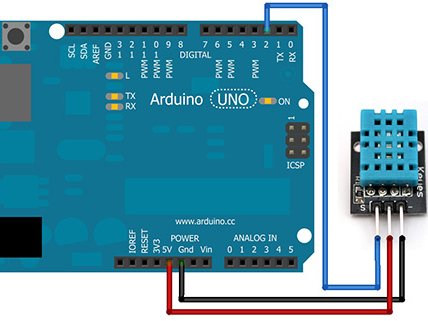 SCL
SDA
AREF
GND
13
12
PWM 11
PWM 10
PWM 9
8
7
PWM 6
PWM 5
4
PWM 3
2
TX 1
RX 0
DIGITAL
L
TX
RX
Arduino UNO
ON
1
ICSP
www.arduino.cc
Keyes
S
-
IOREF
RESET
3V3
5V
Gnd
Vin
POWER
ANALOG IN
0 1 2 3 4 5